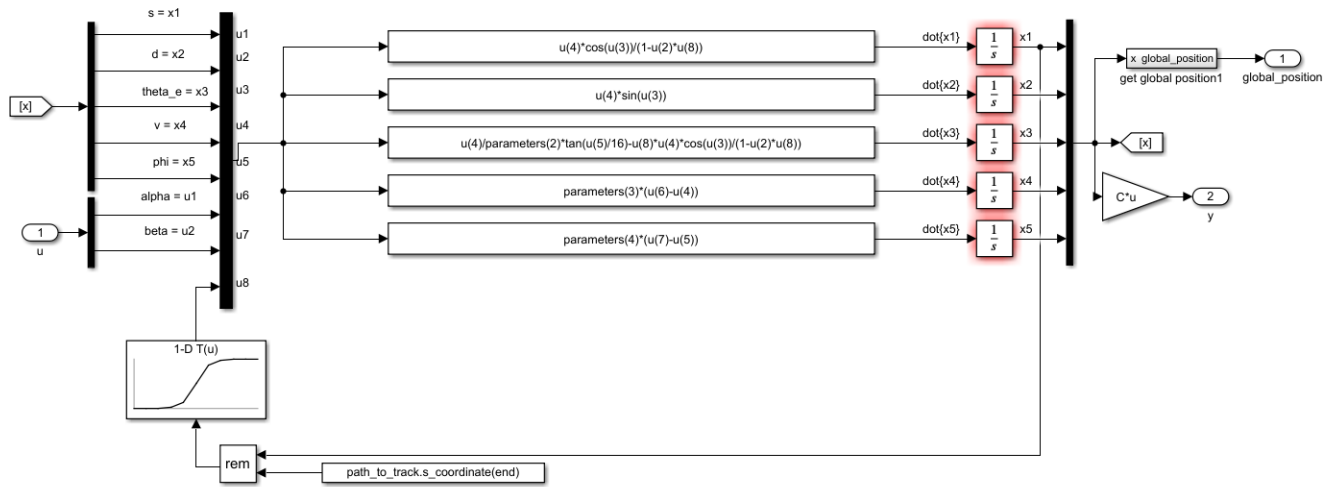 s = x1
d = x2
theta_e = x3
v = x4
phi = x5
alpha = u1
beta = u2
[x]
1
u
u1
u2
u3
u4
u5
u6
u7
u8
u(4)*cos(u(3))/(1-u(2)*u(8))
u(4)*sin(u(3))
u(4)/parameters(2)*tan(u(5)/16)-u(8)*u(4)*cos(u(3))/(1-u(2)*u(8))
parameters(3)*(u(6)-u(4))
parameters(4)*(u(7)-u(5))
dot{x1}
1
s
x1
dot{x2}
1
s
x2
dot{x3}
1
s
x3
dot{x4}
1
s
x4
dot{x5}
1
s
x5
x global_position
get global position1
1
global_position
[x]
C*u
2
y
1-D T(u)
rem
path_to_track.s_coordinate(end)